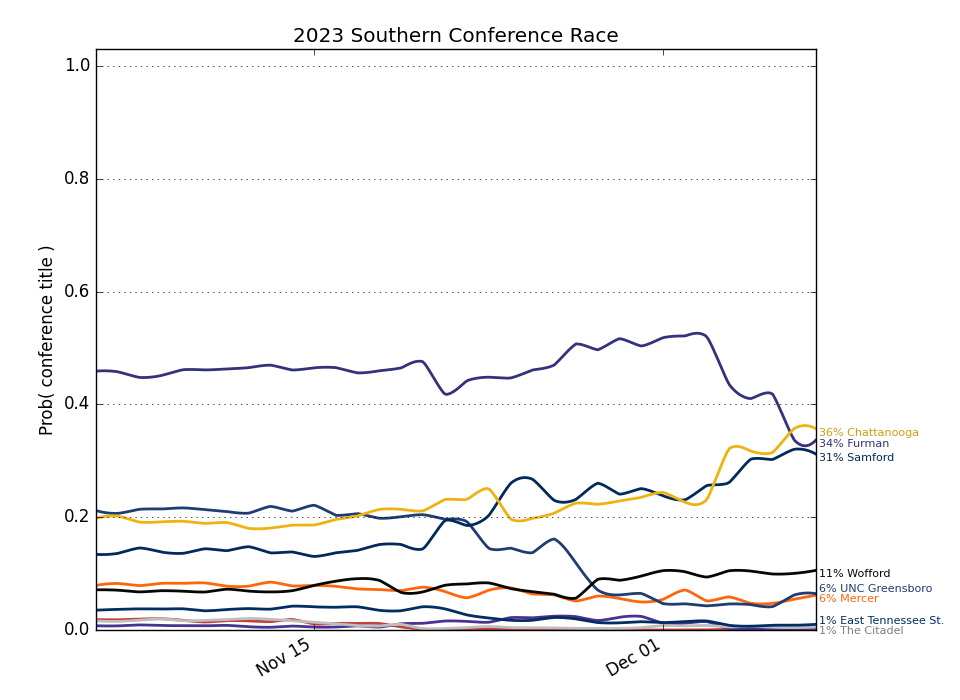 2023 Southern Conference Race
Prob( conference title )
1.0
0.8
0.6
0.4
0.2
0.0
Nov 15
Dec 01
36% Chattanooga
34% Furman
31% Samford
11% Wofford
6% UNC Greensboro
6% Mercer
1% East Tennessee St.
1% The Citadel